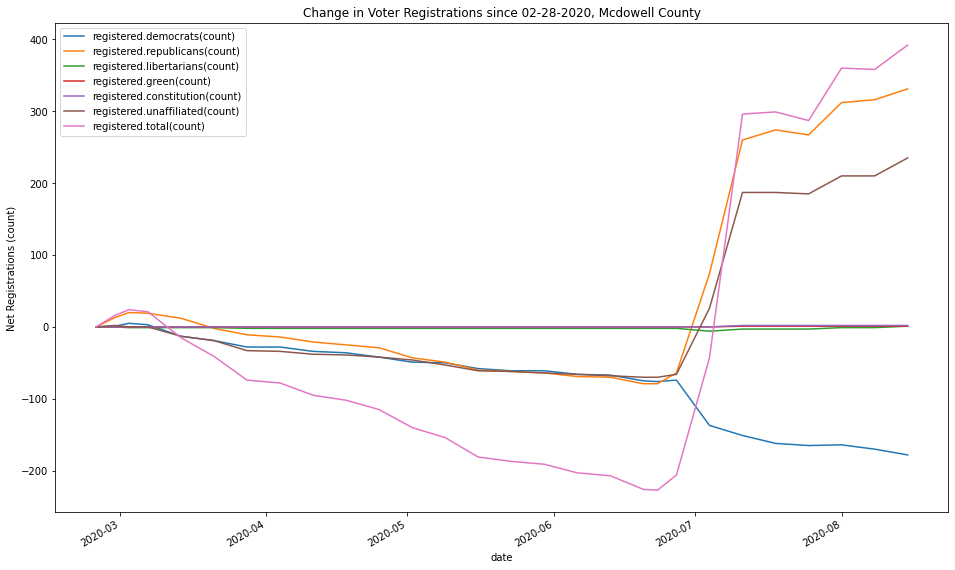 Change in Voter Registrations since 02-28-2020, Mcdowell County
registered.democrats(count)
registered.republicans(count)
registered.libertarians(count)
registered.green(count)
registered.constitution(count)
registered.unaffiliated(count)
registered.total(count)
Net Registrations (count)
400
300
200
100
0
−100
−200
2020-03
2020-04
2020-05
2020-06
2020-07
2020-08
date